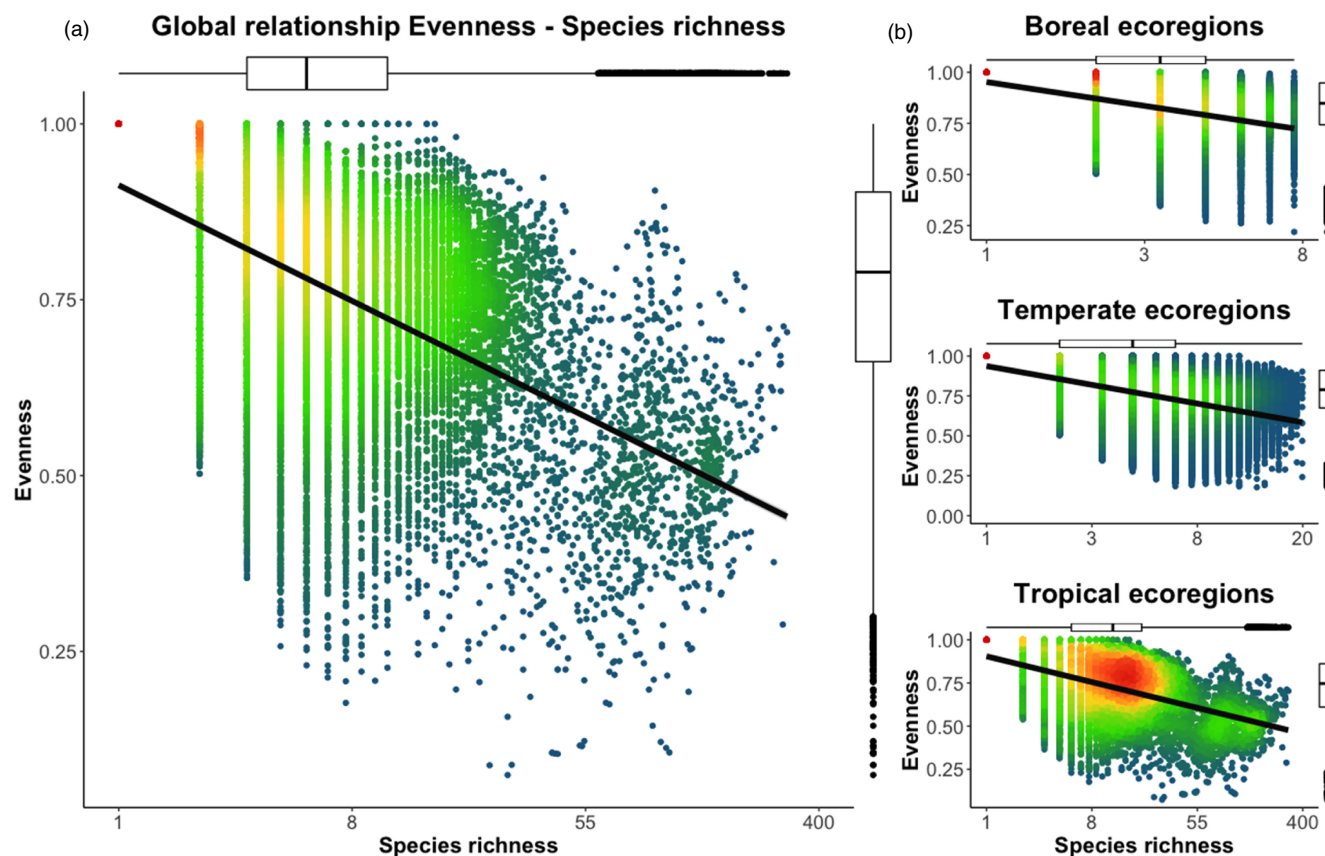 (a)
Global relationship Evenness - Species richness
1.00
0.75
0.50
0.25
Evenness
1
8
55
400
Species richness
(b)
Boreal ecoregions
1.00
0.75
0.50
0.25
Evenness
1
3
8
Temperate ecoregions
1.00
0.75
0.50
0.25
0.00
Evenness
1
3
8
20
Tropical ecoregions
1.00
0.75
0.50
0.25
Evenness
1
8
55
400
Species richness